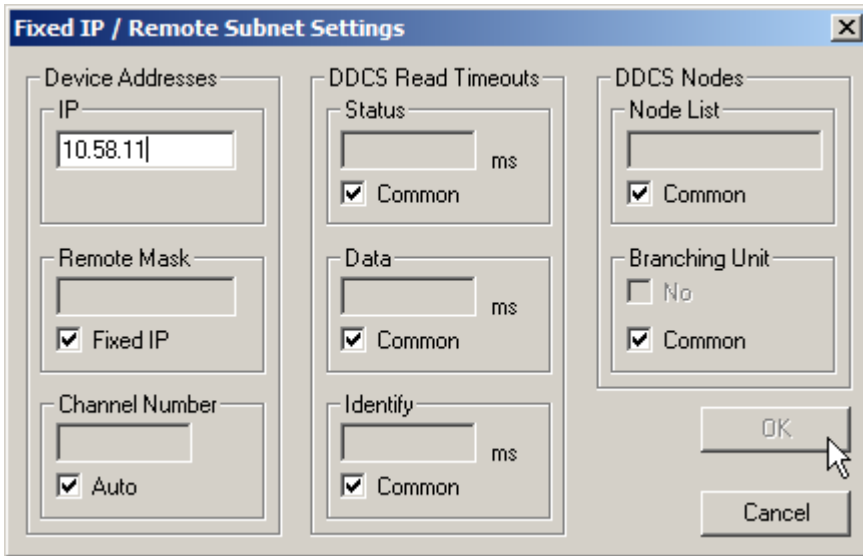 Fixed IP / Remote Subnet Settings
Device Addresses
IP
10.58.11
Remote Mask
Fixed IP
Channel Number
Auto
DDCS Read Timeouts
Status
ms
Common
Data
ms
Common
Identify
ms
Common
DDCS Nodes
Node List
Common
Branching Unit
No
Common
OK
Cancel